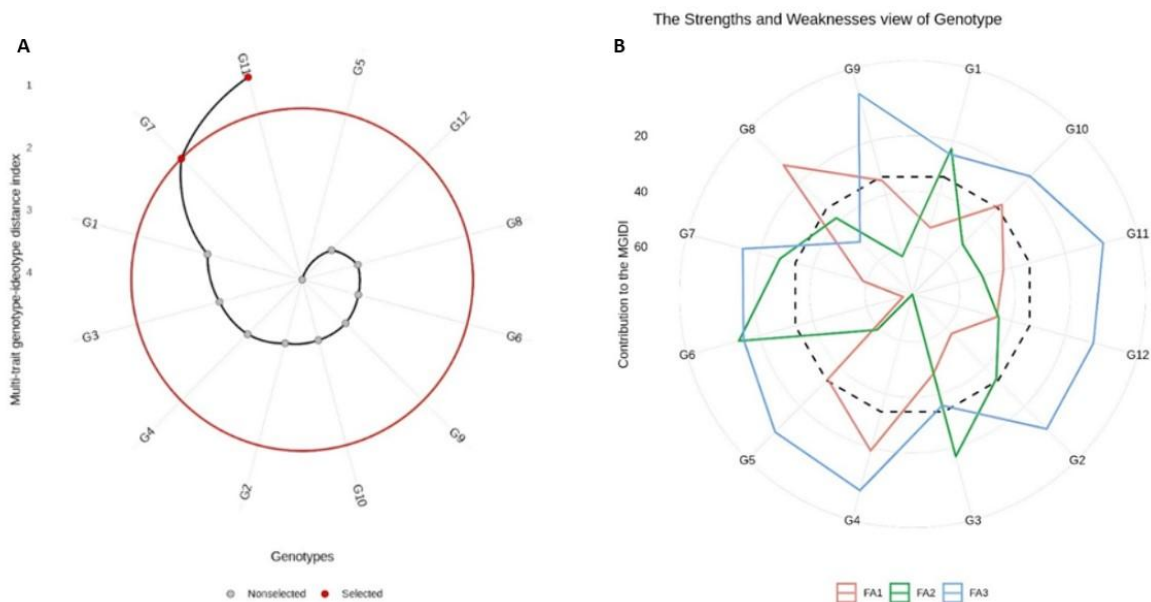 The Strengths and Weaknesses view of Genotype
A
G11
G5
G7
G12
G1
G8
G3
G6
G4
G9
G2
G10
1
2
3
4
Multi-trait genotype-ideotype distance index
Genotypes
Nonselected Selected
B
G9
G1
G8
G10
G7
G11
G6
G12
G5
G2
G4
G3
20
40
60
Contribution to the MGIDI
FA1 FA2 FA3